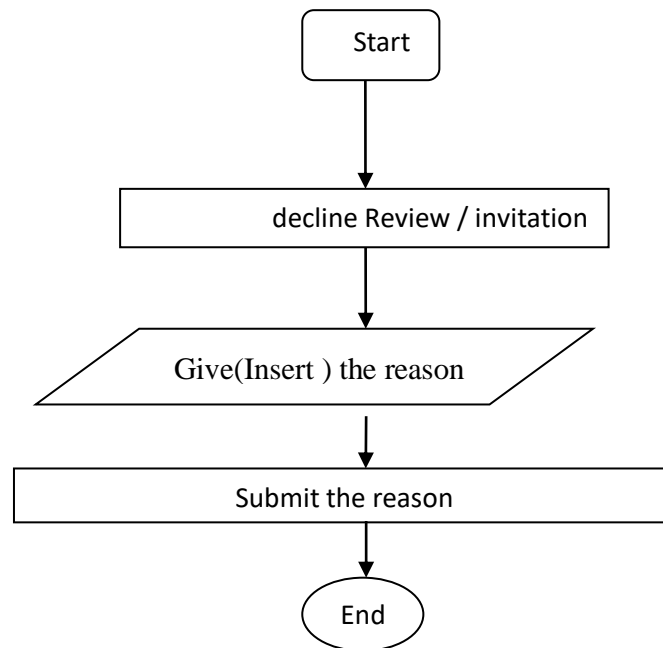 Start
decline Review / invitation
Give(Insert ) the reason
Submit the reason
End